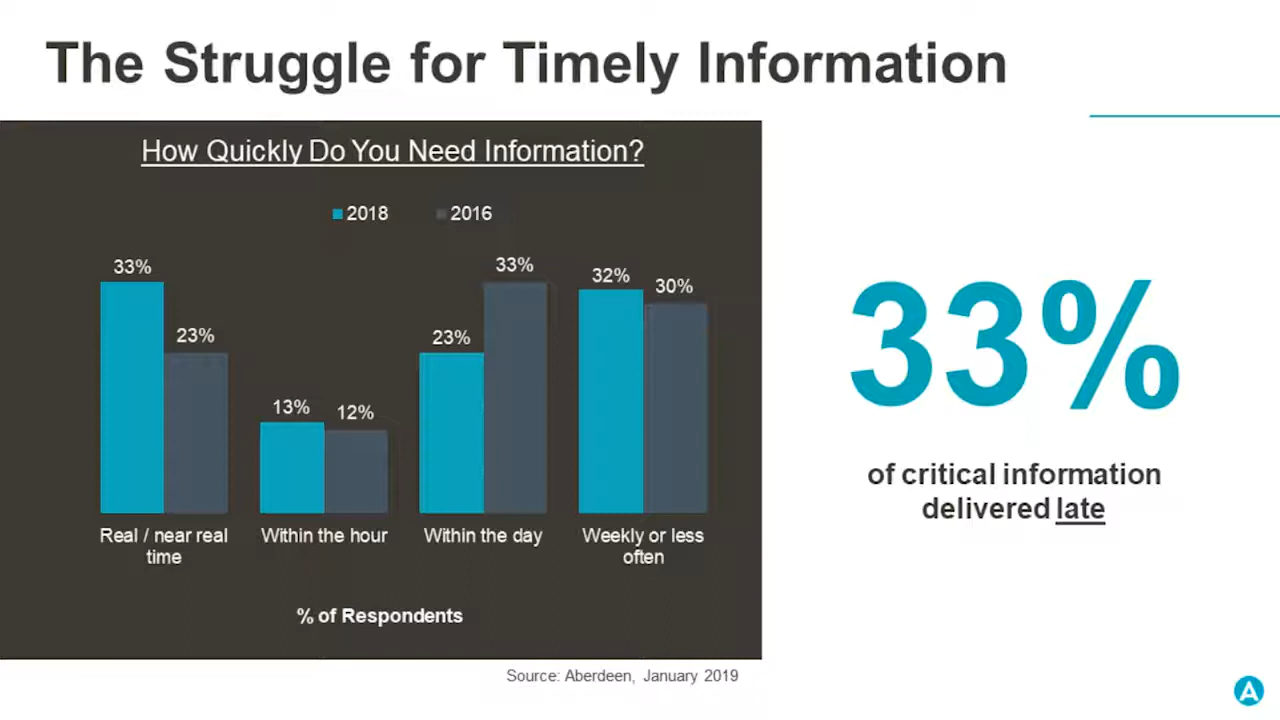 The Struggle for Timely Information
How Quickly Do You Need Information?
2018 2016
33% 23% 13% 12% 23% 33% 32% 30%
Real / near real Within the hour Within the day Weekly or less
time often
% of Respondents
33%
of critical information
delivered late
Source: Aberdeen, January 2019
A